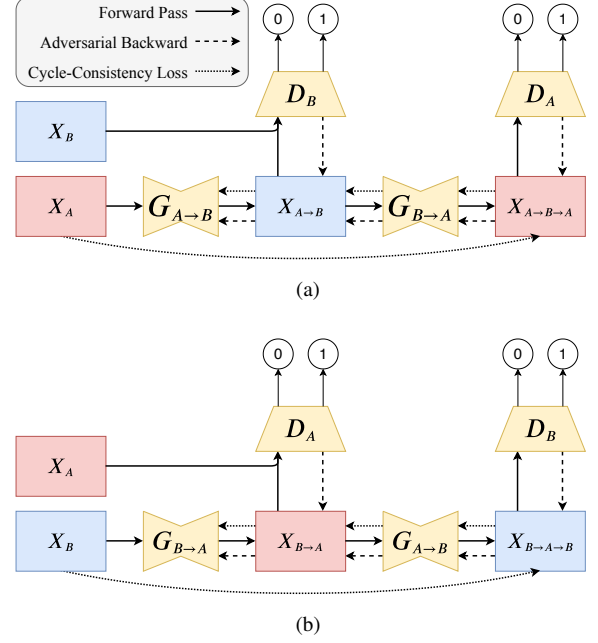 Forward Pass
Adversarial Backward
Cycle-Consistency Loss
0 1 0 1
D_B D_A
X_B
X_A G_{A→B} X_{A→B} G_{B→A} X_{A→B→A}
(a)
0 1 0 1
D_A D_B
X_A
X_B G_{B→A} X_{B→A} G_{A→B} X_{B→A→B}
(b)